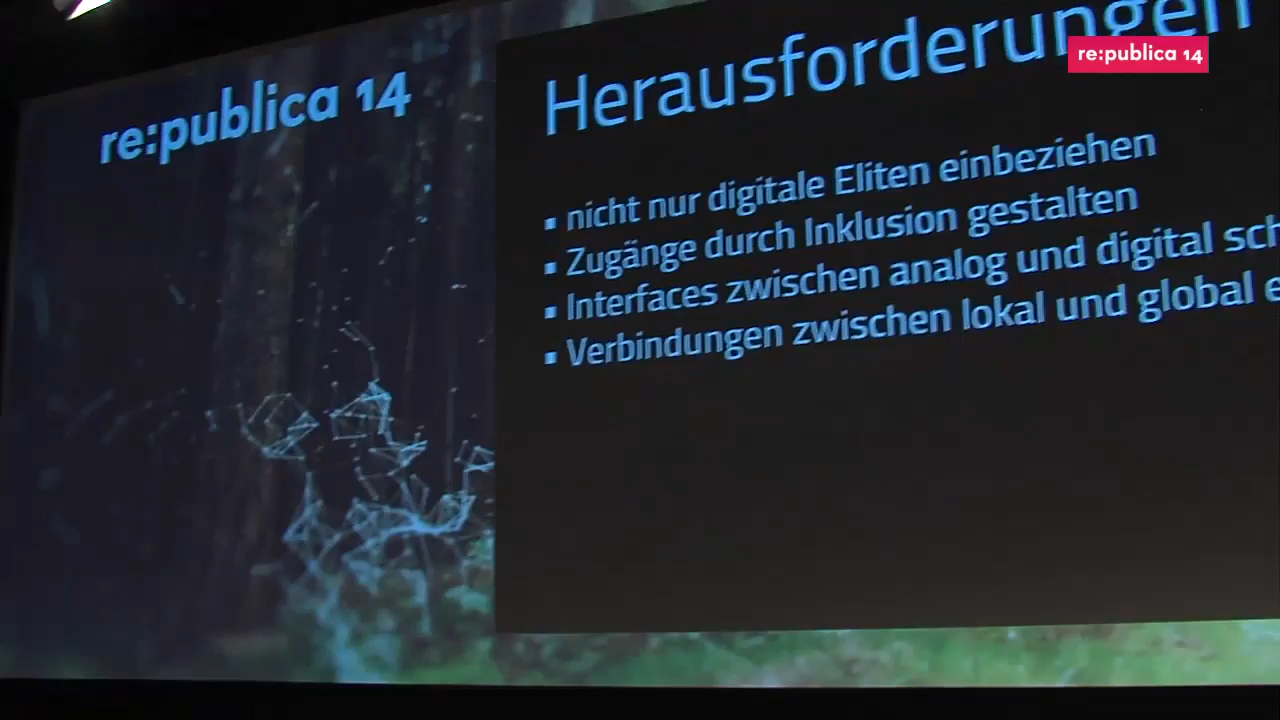 re:publica 14
re:publica 14
Herausforderungen
▪ nicht nur digitale Eliten einbeziehen
▪ Zugänge durch Inklusion gestalten
▪ Interfaces zwischen analog und digital
▪ Verbindungen zwischen lokal und global